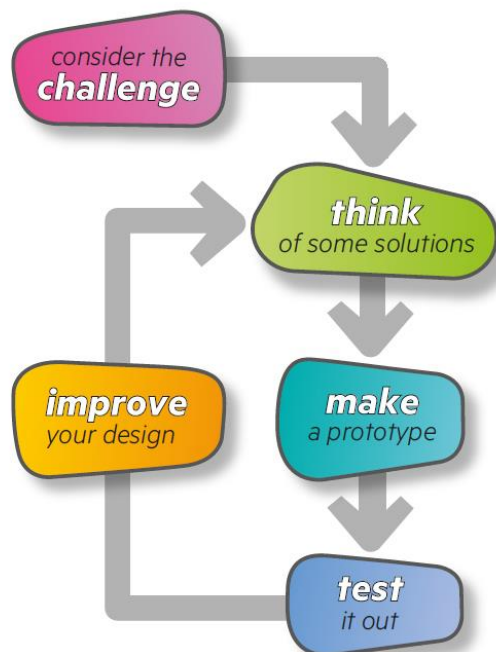 consider the
challenge
think
of some solutions
make
a prototype
test
it out
improve
your design